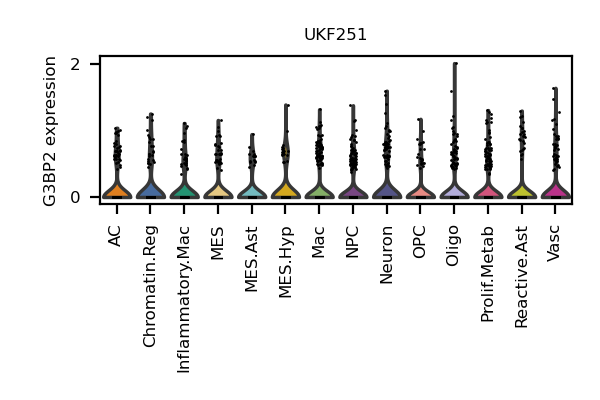 UKF251
G3BP2 expression
2
0
AC
Chromatin.Reg
Inflammatory.Mac
MES
MES.Ast
MES.Hyp
Mac
NPC
Neuron
OPC
Oligo
Prolif.Metab
Reactive.Ast
Vasc